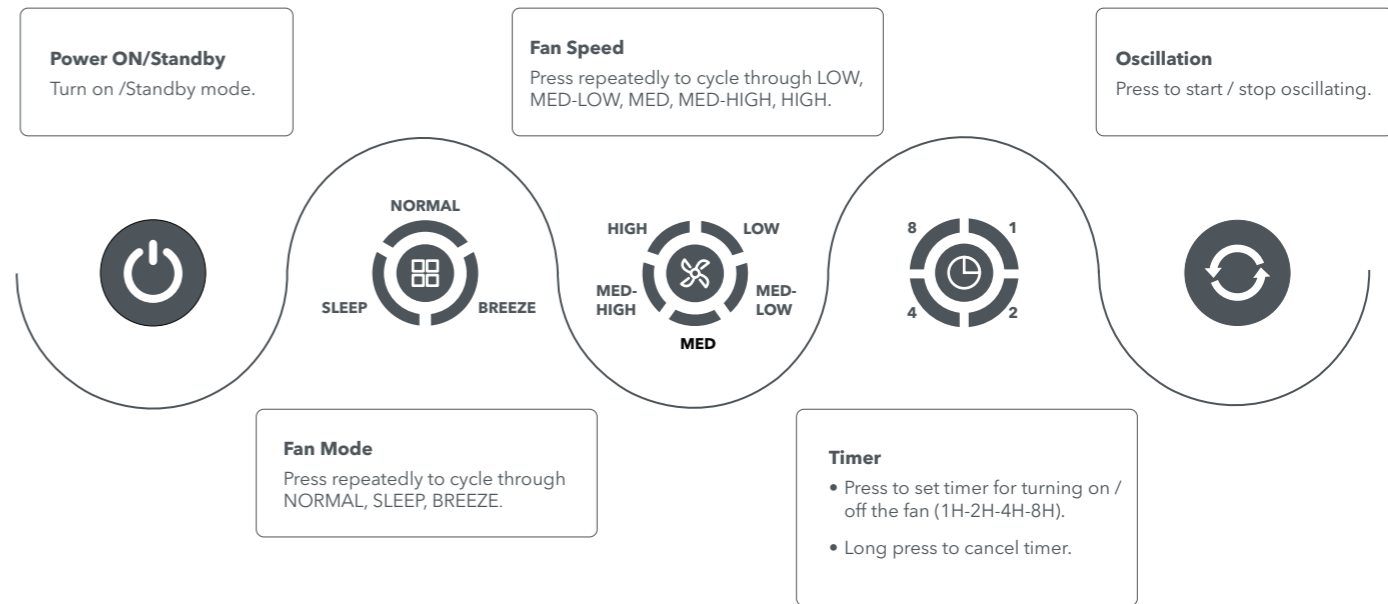 Power ON/Standby
Turn on /Standby mode.
Fan Speed
Press repeatedly to cycle through LOW,
MED-LOW, MED, MED-HIGH, HIGH.
Oscillation
Press to start / stop oscillating.
NORMAL
SLEEP
BREEZE
HIGH
LOW
MED-
HIGH
MED-
LOW
MED
8
1
4
2
Fan Mode
Press repeatedly to cycle through
NORMAL, SLEEP, BREEZE.
Timer
• Press to set timer for turning on /
off the fan (1H-2H-4H-8H).
• Long press to cancel timer.